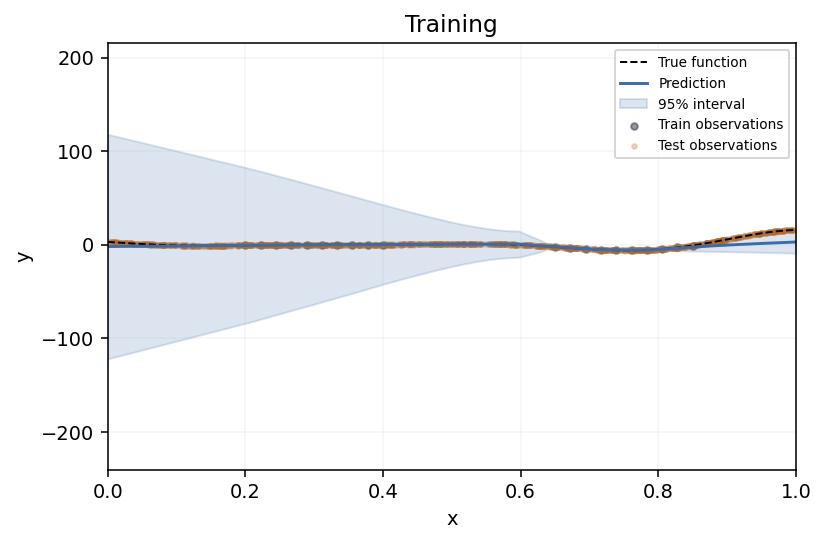 Training
200
100
0
−100
−200
y
0.0 0.2 0.4 0.6 0.8 1.0
x
True function
Prediction
95% interval
Train observations
Test observations